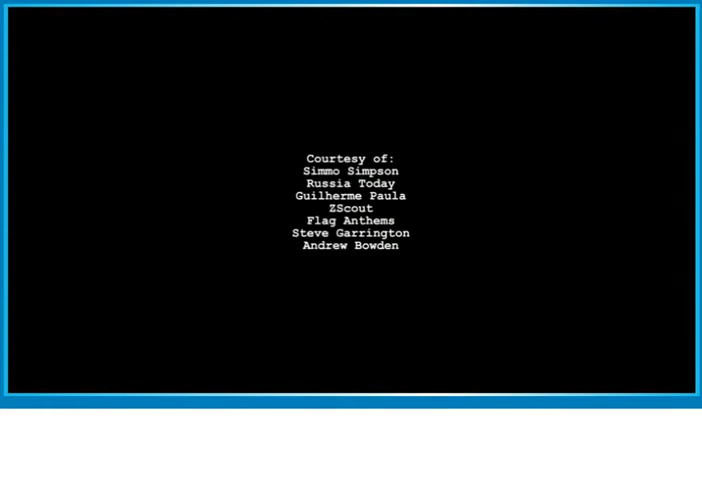 Courtesy of:
Simmo Simpson
Russia Today
Guilherme Paula
ZScout
Flag Anthems
Steve Garrington
Andrew Bowden